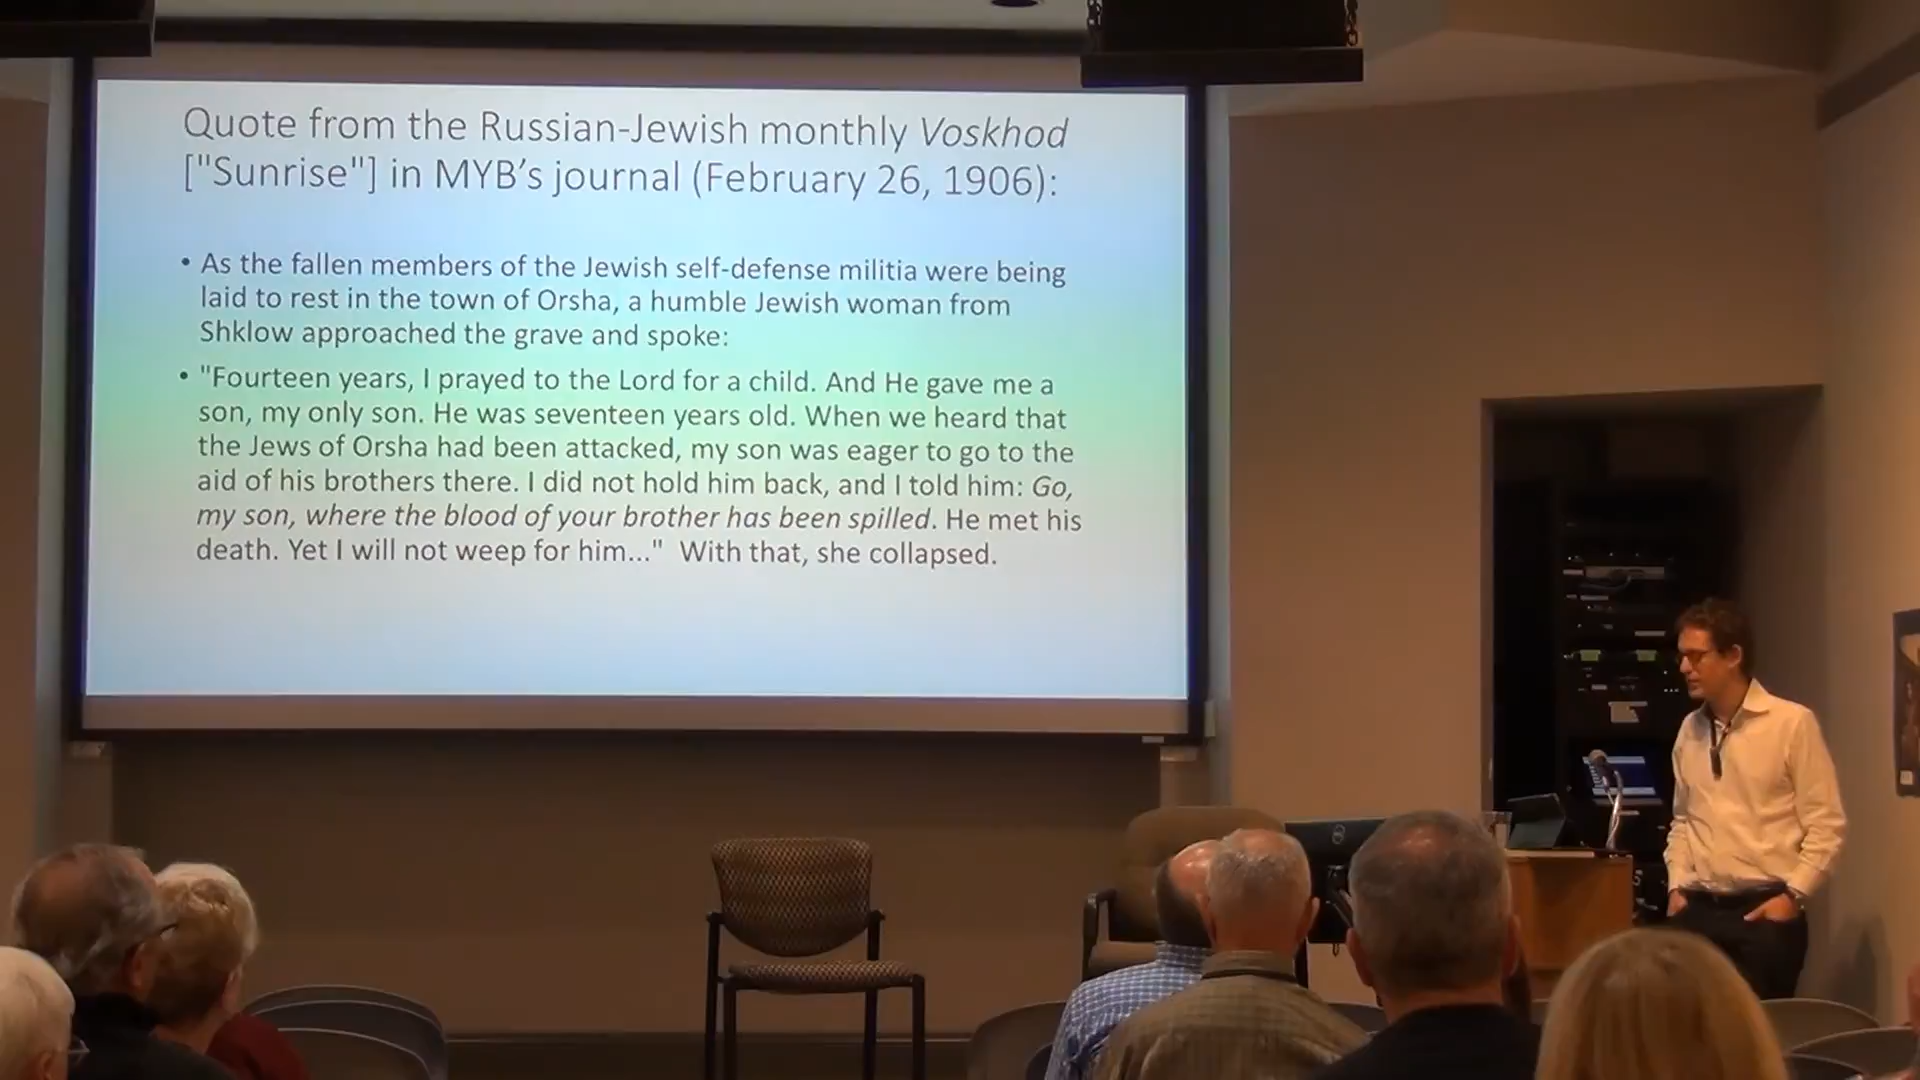 Quote from the Russian-Jewish monthly Voskhod
["Sunrise"] in MYB’s journal (February 26, 1906):
• As the fallen members of the Jewish self-defense militia were being
laid to rest in the town of Orsha, a humble Jewish woman from
Shklow approached the grave and spoke:
• "Fourteen years, I prayed to the Lord for a child. And He gave me a
son, my only son. He was seventeen years old. When we heard that
the Jews of Orsha had been attacked, my son was eager to go to the
aid of his brothers there. I did not hold him back, and I told him: Go,
my son, where the blood of your brother has been spilled. He met his
death. Yet I will not weep for him..."  With that, she collapsed.